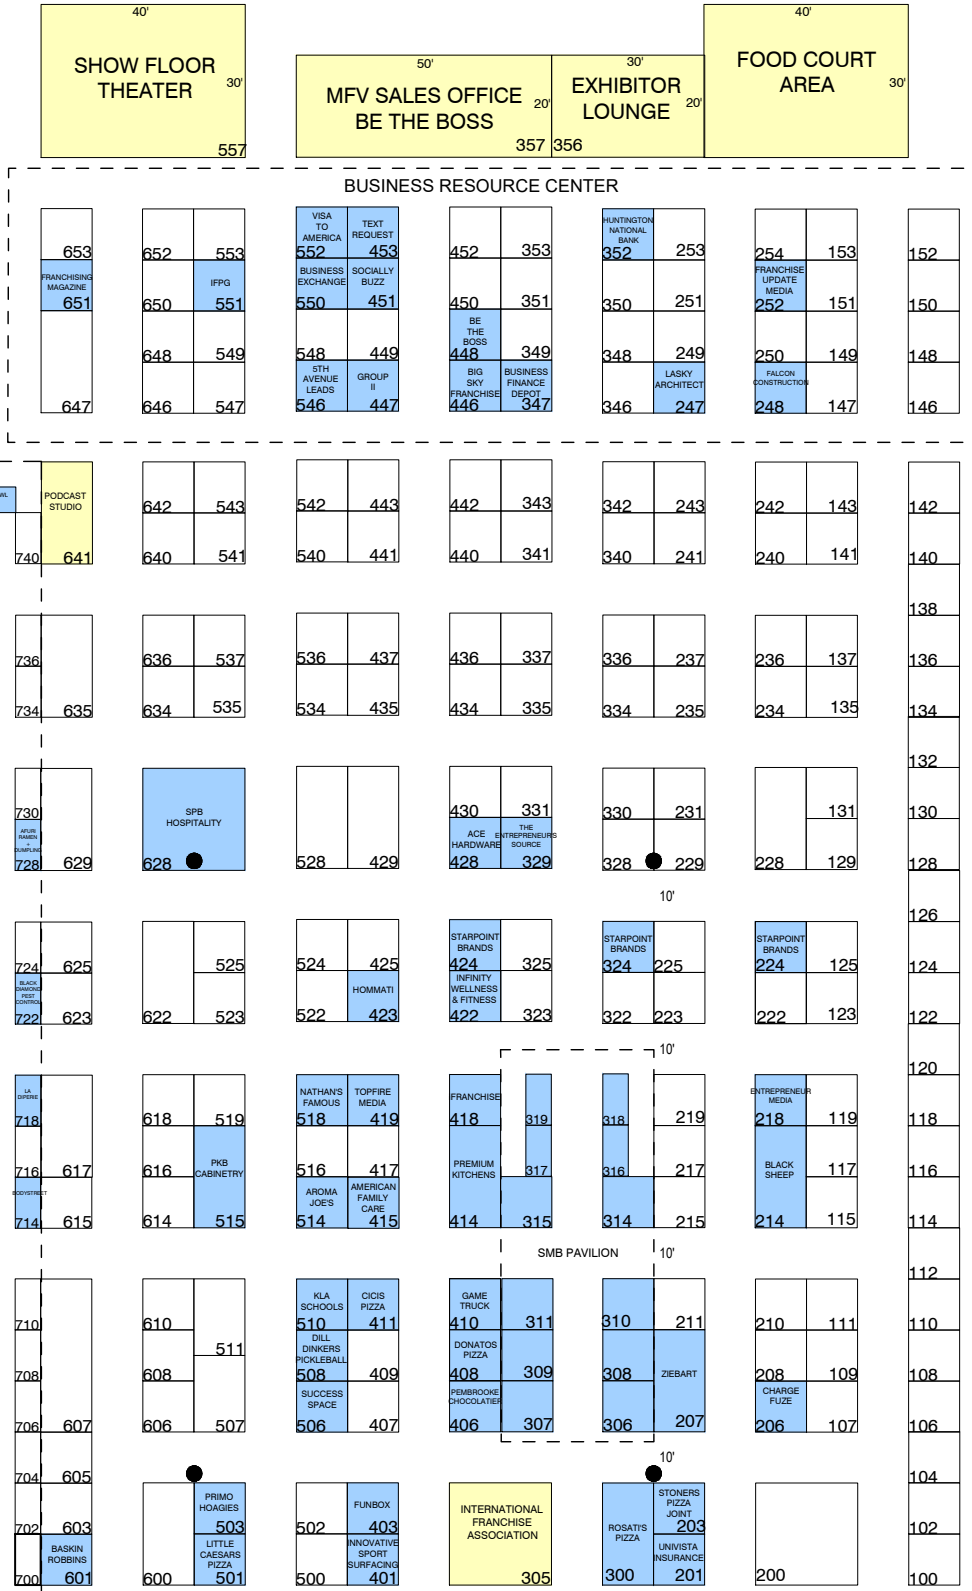 40'
40'
SHOW FLOOR
THEATER
30'
557
50'
MFV SALES OFFICE
BE THE BOSS
20'
357
30'
EXHIBITOR
LOUNGE
20'
356
FOOD COURT
AREA
30'
BUSINESS RESOURCE CENTER
653
652 553
VISA
TO
AMERICA
552
TEXT
REQUEST
453
452 353
HUNTINGTON
NATIONAL
BANK
352
253
254 153
152
FRANCHISING
MAGAZINE
651
650
IFPG
551
BUSINESS
EXCHANGE
550
SOCIALLY
BUZZ
451
450 351
350 251
FRANCHISE
UPDATE
MEDIA
252
151
150
648 549
548 449
BE
THE
BOSS
448
349
348 249
250 149
148
647
646 547
5TH
AVENUE
LEADS
546
GROUP
II
447
BIG
SKY
FRANCHISE
446
BUSINESS
FINANCE
DEPOT
347
346
LASKY
ARCHITECT
247
FALCON
CONSTRUCTION
248
147
146
PODCAST
STUDIO
641
740
642 543
542 443
442 343
342 243
242 143
142
640 541
540 441
440 341
340 241
240 141
140
138
736
636 537
536 437
436 337
336 237
236 137
136
734 635
634 535
534 435
434 335
334 235
234 135
134
132
730
SPB
HOSPITALITY
628
430 331
330 231
131
130
AFURI
RAMEN
+
DUMPLING
728
629
528 429
ACE
HARDWARE
428
THE
ENTREPRENEUR'S
SOURCE
329
328 229
228 129
128
10'
126
724 625
525
524 425
STARPOINT
BRANDS
424
325
STARPOINT
BRANDS
324
225
STARPOINT
BRANDS
224
125
124
BLACK
DIAMOND
PEST
CONTROL
722
623
622 523
522
HOMMATI
423
INFINITY
WELLNESS
& FITNESS
422
323
322 223
222 123
122
10'
120
LA
DIPERIE
718
618 519
NATHAN'S
FAMOUS
518
TOPFIRE
MEDIA
419
FRANCHISE
418
319
318
219
ENTREPRENEUR
MEDIA
218
119
118
716 617
616
PKB
CABINETRY
515
516 417
PREMIUM
KITCHENS
414
317
316
217
BLACK
SHEEP
214
117
116
BODYSTREET
714
615
614
AROMA
JOE'S
514
AMERICAN
FAMILY
CARE
415
315
314
215
115
114
SMB PAVILION
10'
112
710
610
KLA
SCHOOLS
510
CICIS
PIZZA
411
GAME
TRUCK
410
311
310
211
210 111
110
511
708
608
DILL
DINKERS
PICKLEBALL
508
409
DONATOS
PIZZA
408
309
308
ZIEBART
207
208 109
108
706 607
606 507
SUCCESS
SPACE
506
407
PEMBROOKE
CHOCOLATIER
406
307
306
CHARGE
FUZE
206
107
106
704 605
10'
104
702 603
PRIMO
HOAGIES
503
502
FUNBOX
403
INTERNATIONAL
FRANCHISE
ASSOCIATION
305
ROSATI'S
PIZZA
300
STONERS
PIZZA
JOINT
203
102
700
BASKIN
ROBBINS
601
600
LITTLE
CAESARS
PIZZA
501
500
INNOVATIVE
SPORT
SURFACING
401
UNIVISTA
INSURANCE
201
200
100